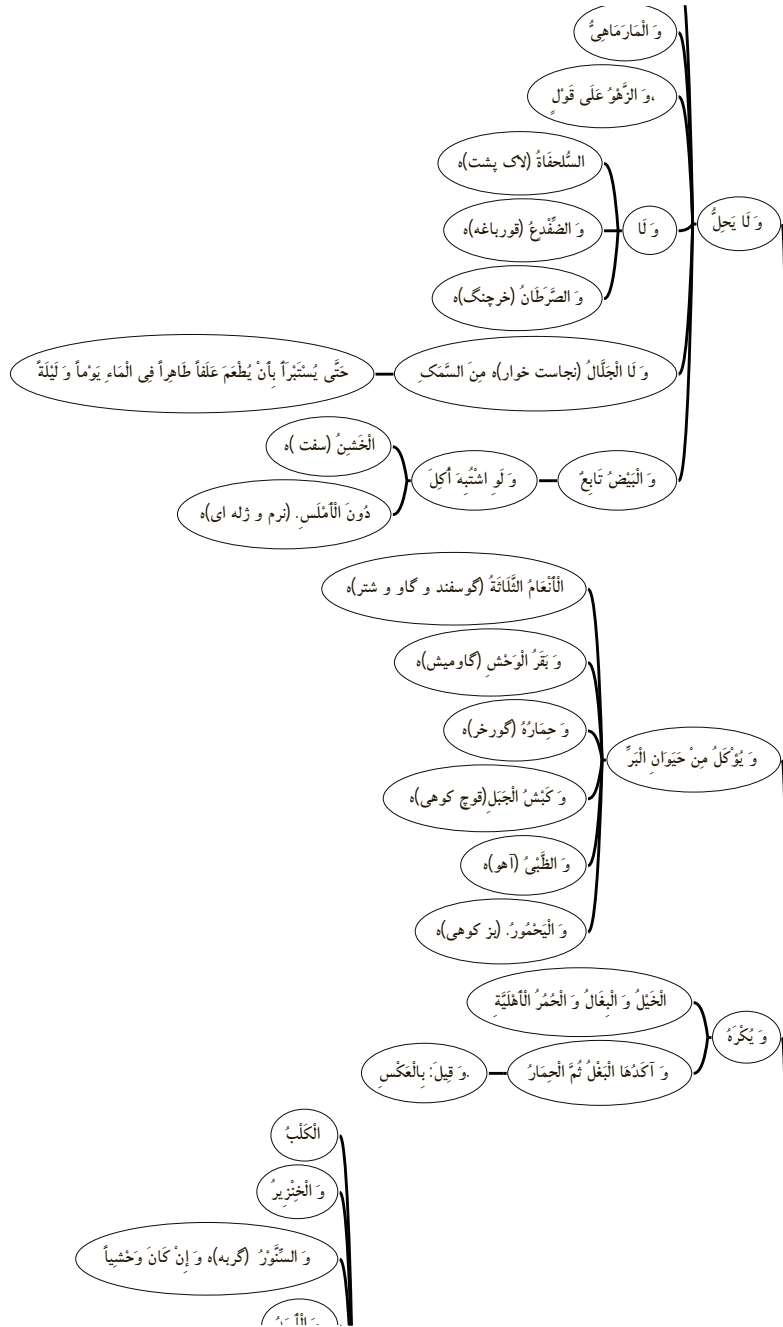 وَ لَا يَحِلُّ
وَ الْمَارَمَاهِيُّ
،وَ الزَّهْوُ عَلَى قَوْلٍ
وَ لَا
السُّلحفَاةُ (لاک پشت)ه
وَ الضِّفْدعُ (قورباغه)ه
وَ الصَّرَطَانُ (خرچنگ)ه
وَ لَا الْجَلَّالُ (نجاست خوار)ه مِنَ السَّمَکِ
حَتَّى يُسْتَبْرَأَ بِأَنْ يُطْعَمَ عَلَفاً طَاهِراً فِى الْمَاءِ يَوْماً وَ لَيْلَةً
وَ الْبَيْضُ تَابِعٌ
وَ لَوِ اشْتُبِهَ أُکِلَ
الْخَشِنُ (سفت )ه
دُونَ الْأَمْلَسِ. (نرم و ژله ای)ه
وَ يُؤْکَلُ مِنْ حَيَوَانِ الْبَرِّ
الْأَنْعَامُ الثَّلَاثَةُ (گوسفند و گاو و شتر)ه
وَ بَقَرُ الْوَحْشِ (گاومیش)ه
وَ حِمَارُهُ (گورخر)ه
وَ کَبْشُ الْجَبَلِ(قوچ کوهی)ه
وَ الظَّبْىُ (آهو)ه
وَ الْيَحْمُورُ. (بز کوهی)ه
وَ يُکْرَهُ
الْخَيْلُ وَ الْبِغَالُ وَ الْحُمُرُ الْأَهْلَيَّةِ
وَ آکَدُهَا الْبَغْلُ ثُمَّ الْحِمَارُ
.وَ قِيلَ: بِالْعَکْسِ
الْکَلْبُ
وَ الْخِنْزِيرُ
وَ السِّنَّوْرُ (گربه)ه وَ إِنْ کَانَ وَحْشِياً